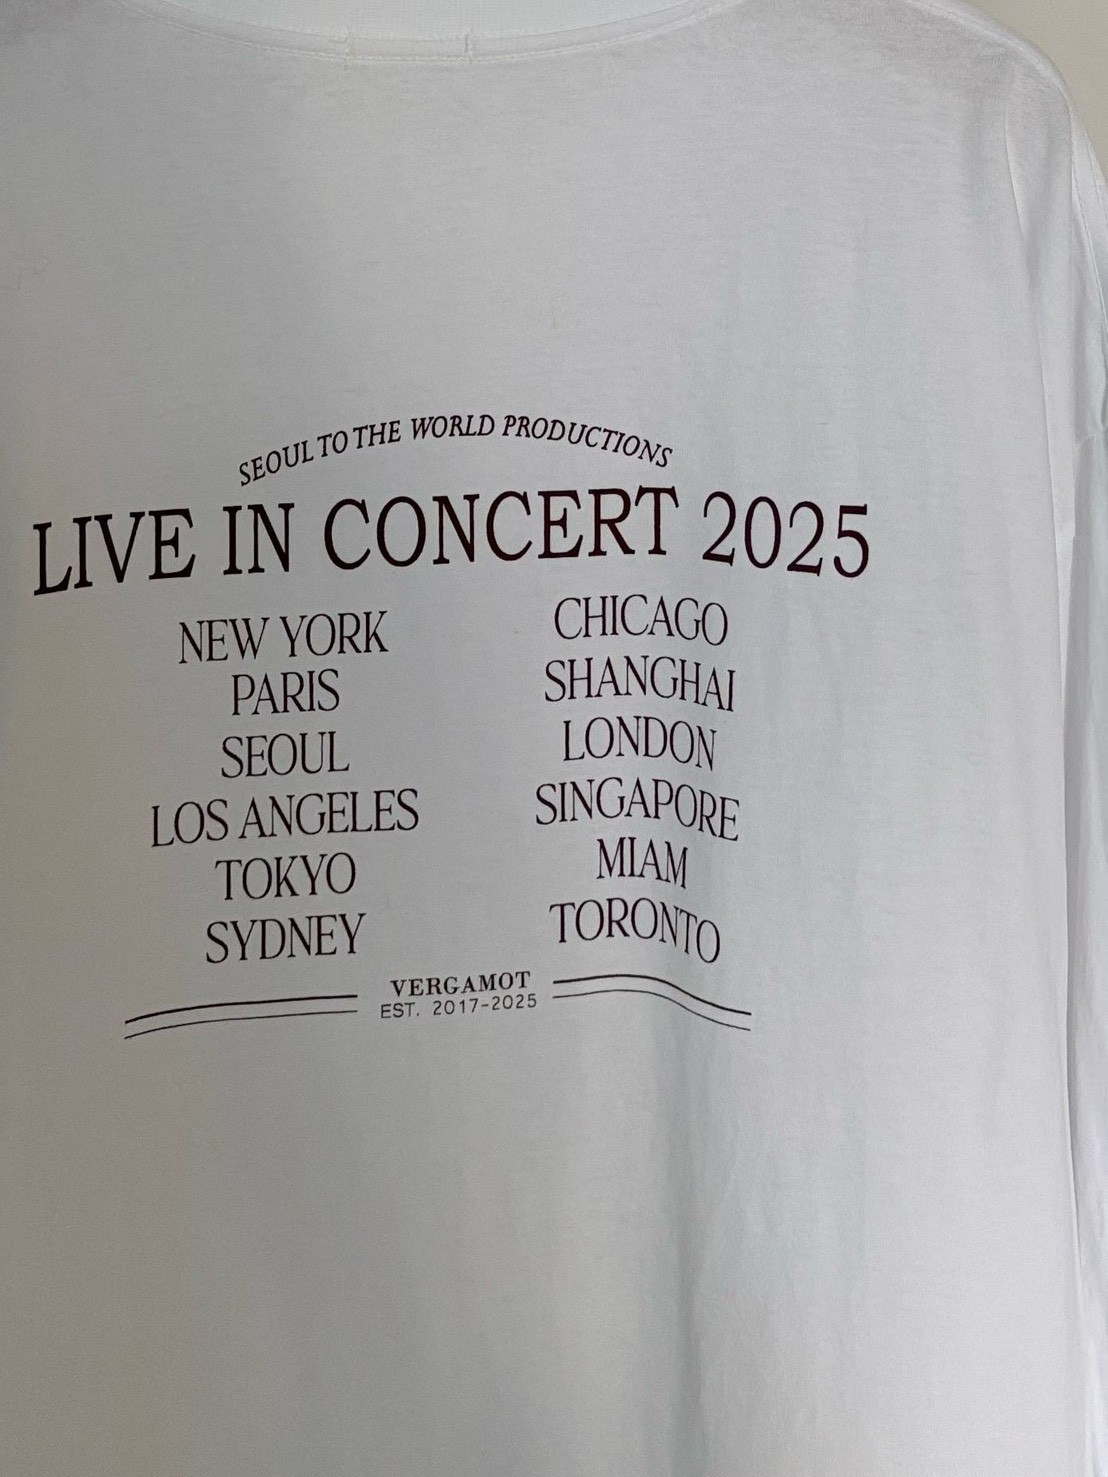 SEOUL TO THE WORLD PRODUCTIONS
LIVE IN CONCERT 2025
NEW YORK
PARIS
SEOUL
LOS ANGELES
TOKYO
SYDNEY
CHICAGO
SHANGHAI
LONDON
SINGAPORE
MIAM
TORONTO
VERGAMOT
EST. 2017-2025